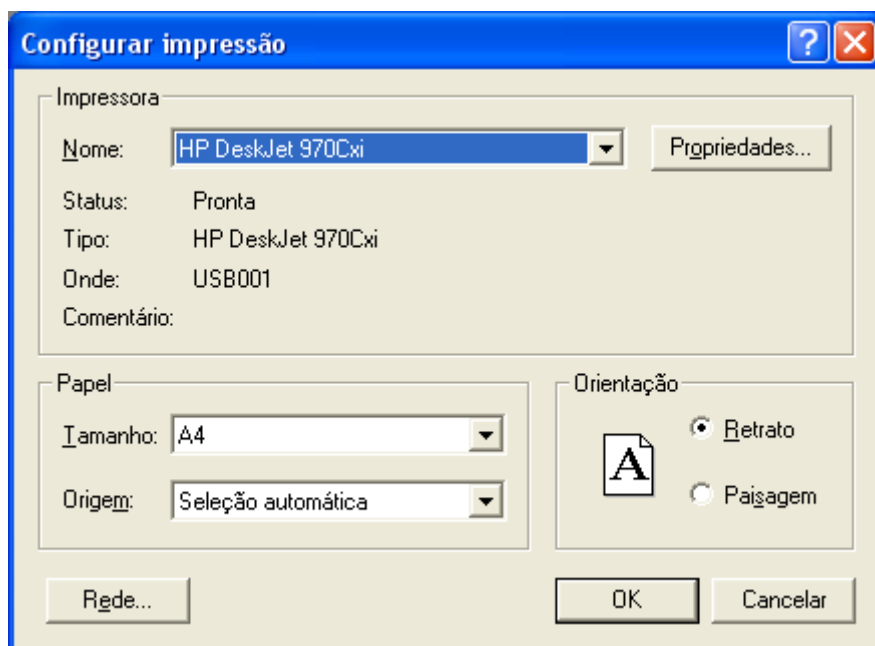 Configurar impressão
Impressora
Nome: HP DeskJet 970Cxi Propriedades...
Status: Pronta
Tipo: HP DeskJet 970Cxi
Onde: USB001
Comentário:
Papel
Tamanho: A4
Origem: Seleção automática
Orientação
A
Retrato
Paisagem
Rede... OK Cancelar